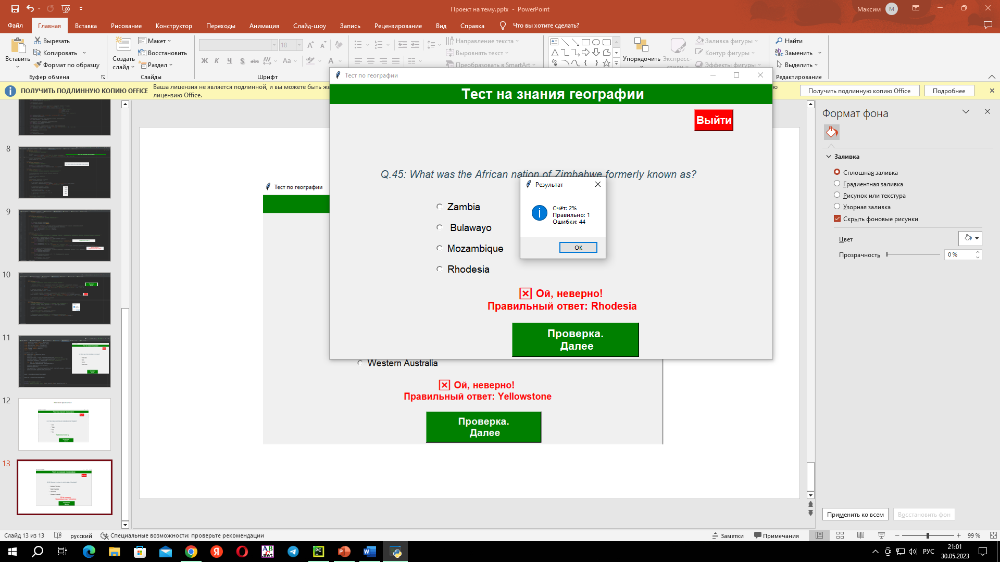 Проект на тему.pptx - PowerPoint
Максим
М
Файл
Главная
Вставка
Рисование
Конструктор
Переходы
Анимация
Слайд-шоу
Запись
Рецензирование
Вид
Справка
Что вы хотите сделать?
Вставить
Вырезать
Копировать
Формат по образцу
Буфер обмена
Создать
слайд
Макет
Восстановить
Раздел
Слайды
18
Ж К Ч S abc AV Aa
Шрифт
Направление текста
Выровнять текст
Преобразовать в SmartArt
Упорядочить
Экспресс-
стили
Заливка фигуры
Контур фигуры
Эффекты фигуры
Найти
Заменить
Выделить
Редактирование
ПОЛУЧИТЬ ПОДЛИННУЮ КОПИЮ OFFICE
Ваша лицензия не является подлинной, и вы можете быть же
лицензию Office.
Получить подлинную копию Office
Подробнее
8
9
10
11
12
13
Тест по географии
Тест на знания географии
Выйти
Q.45: What was the African nation of Zimbabwe formerly known as?
Zambia
Bulawayo
Mozambique
Rhodesia
Ой, неверно!
Правильный ответ: Rhodesia
Проверка.
Далее
Результат
Счёт: 2%
Правильно: 1
Ошибки: 44
OK
Тест по географии
Western Australia
Ой, неверно!
Правильный ответ: Yellowstone
Проверка.
Далее
Формат фона
Заливка
Сплошная заливка
Градиентная заливка
Рисунок или текстура
Узорная заливка
Скрыть фоновые рисунки
Цвет
Прозрачность
0 %
Применить ко всем
Восстановить фон
Слайд 13 из 13
русский
Специальные возможности: проверьте рекомендации
Заметки
Примечания
99 %
РУС
21:01
30.05.2023